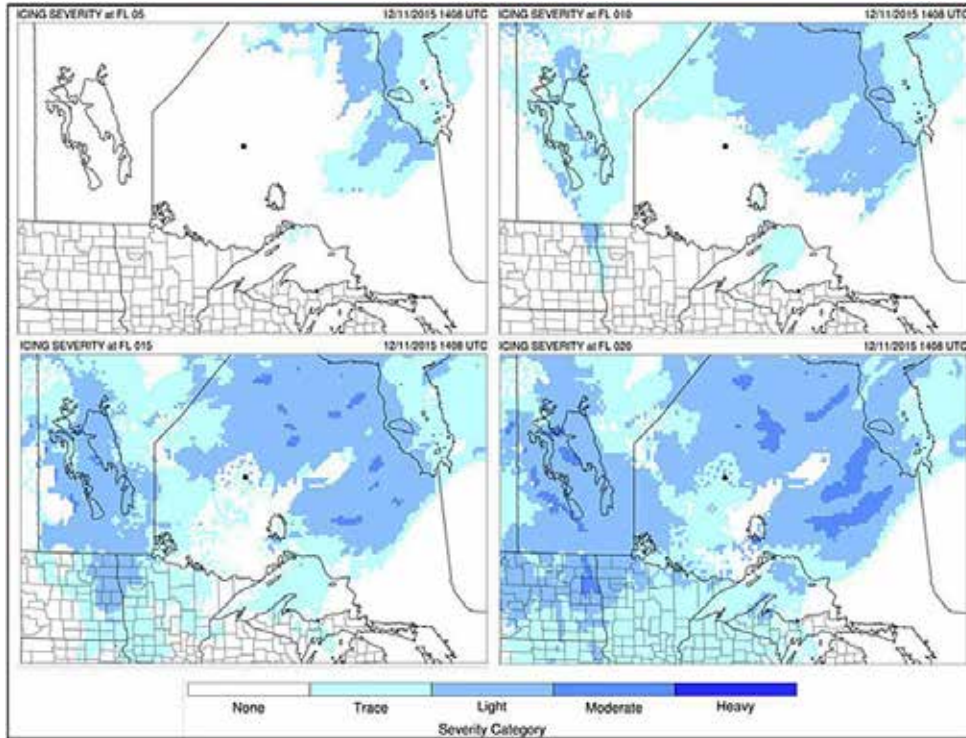 ICING SEVERITY at FL 05 12/11/2015 1408 UTC
ICING SEVERITY at FL 010 12/11/2015 1408 UTC
ICING SEVERITY at FL 015 12/11/2015 1408 UTC
ICING SEVERITY at FL 020 12/11/2015 1408 UTC
None Trace Light Moderate Heavy
Severity Category